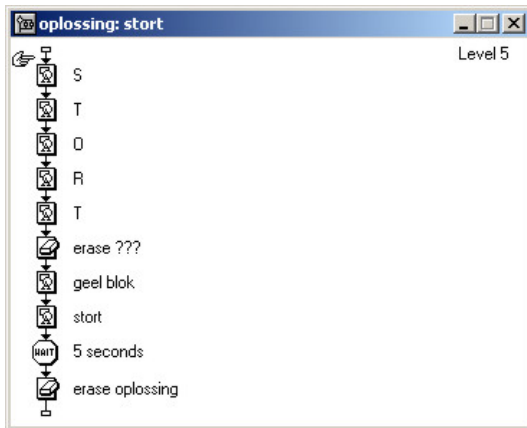 oplossing: stort
Level 5
S
T
O
R
T
erase ???
geel blok
stort
WAIT 5 seconds
erase oplossing